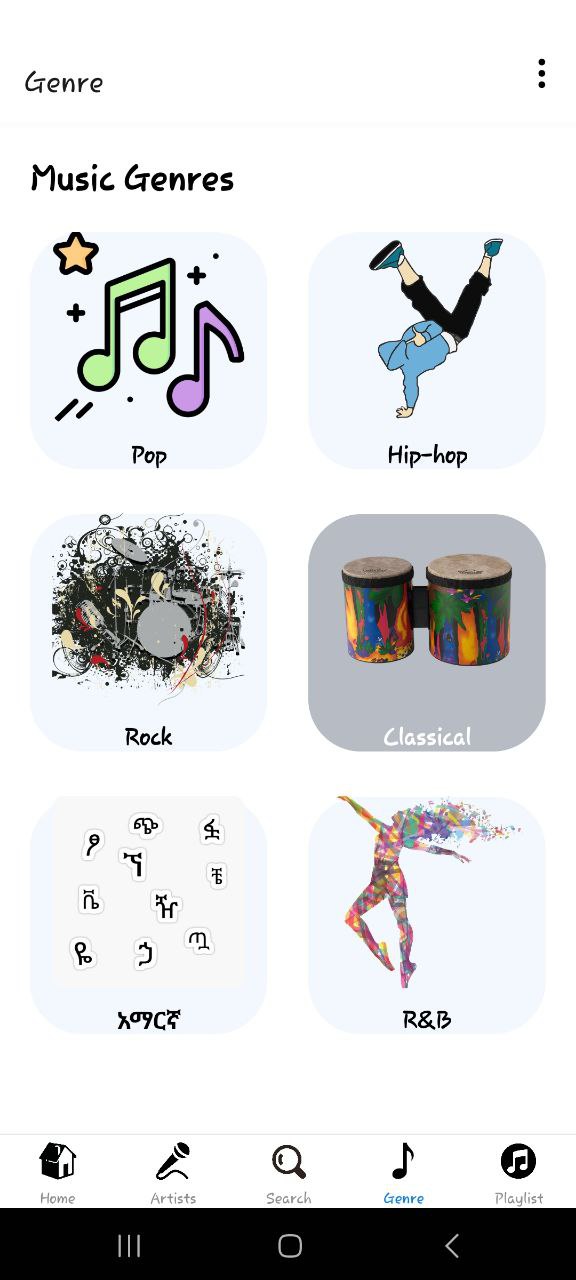 Genre
Music Genres
Pop
Hip-hop
Rock
Classical
ፅ
ጭ
ፏ
ኘ
ቼ
ቬ
ዥ
ዬ
ኃ
ጣ
አማርኛ
R&B
Home
Artists
Search
Genre
Playlist